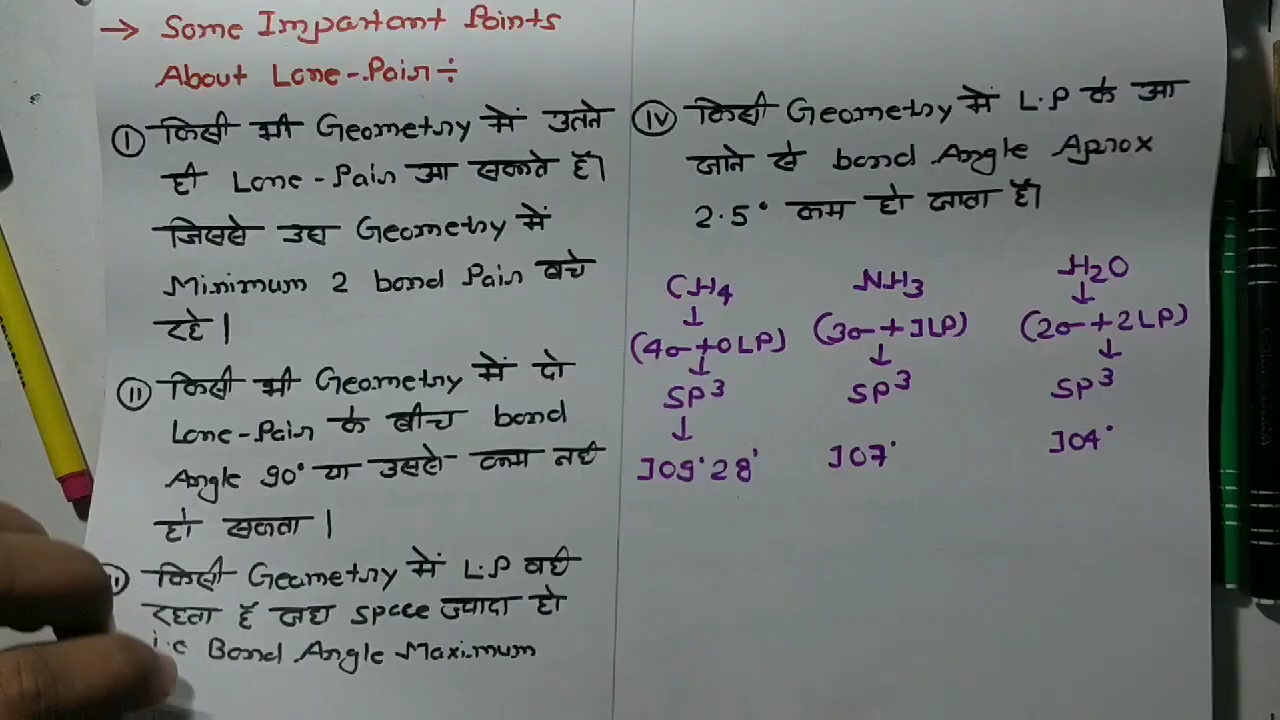 → Some Important Points
About Lone-Pair ÷
① किसी भी Geometry में उतने
ही Lone-Pair आ सकते हैं।
जिससे उस Geometry में
Minimum 2 bond Pair बचे
रहे।
② किसी भी Geometry में दो
Lone-Pair के बीच bond
Angle 90° या उससे कम नही
हो सकता।
किसी Geometry में L.P वही
रहता हैं जहा space ज्यादा हो
i.e Bond Angle Maximum
ⅳ किसी Geometry में L.P के आ
जाने से bond Angle Aprox
2.5° कम हो जाता हैं।
CH4 NH3 H2O
↓
(4σ+0LP) (3σ+1LP) (2σ+2LP)
SP³ SP³ SP³
109°28' 107° 104°